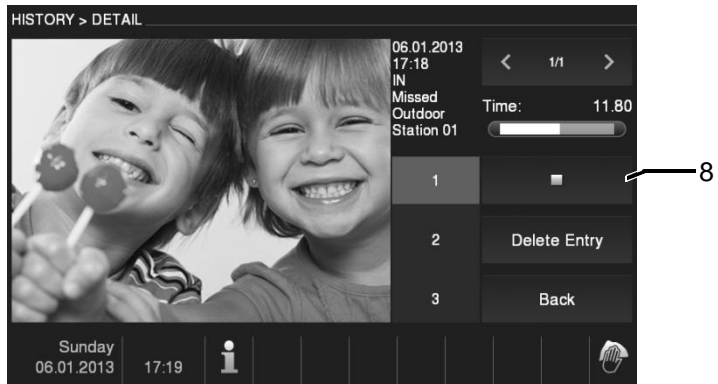 HISTORY > DETAIL
06.01.2013
17:18
IN
Missed
Outdoor
Station 01
< 1/1 >
Time: 11.80
1
8
2 Delete Entry
3 Back
Sunday
06.01.2013 17:19 i